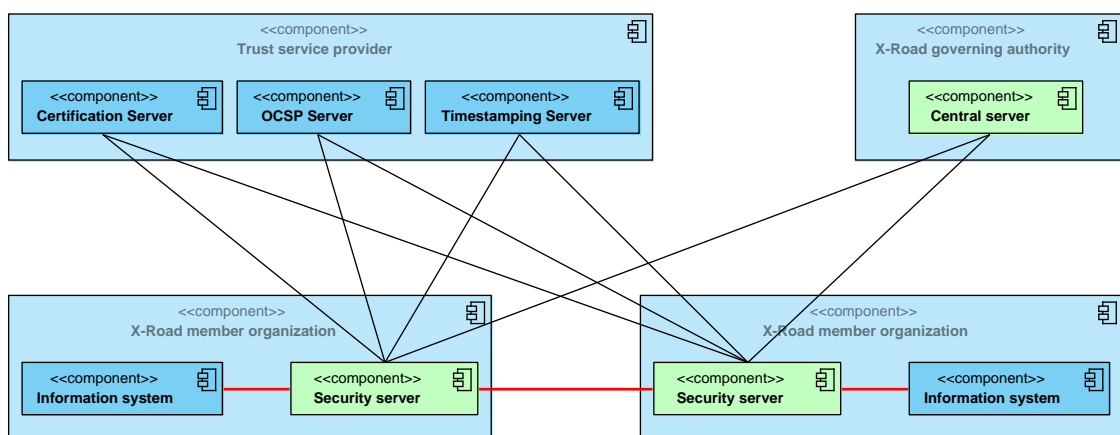 <<component>>
Trust service provider
<<component>>
X-Road governing authority
<<component>>
Certification Server
<<component>>
OCSP Server
<<component>>
Timestamping Server
<<component>>
Central server
<<component>>
X-Road member organization
<<component>>
X-Road member organization
<<component>>
Information system
<<component>>
Security server
<<component>>
Security server
<<component>>
Information system